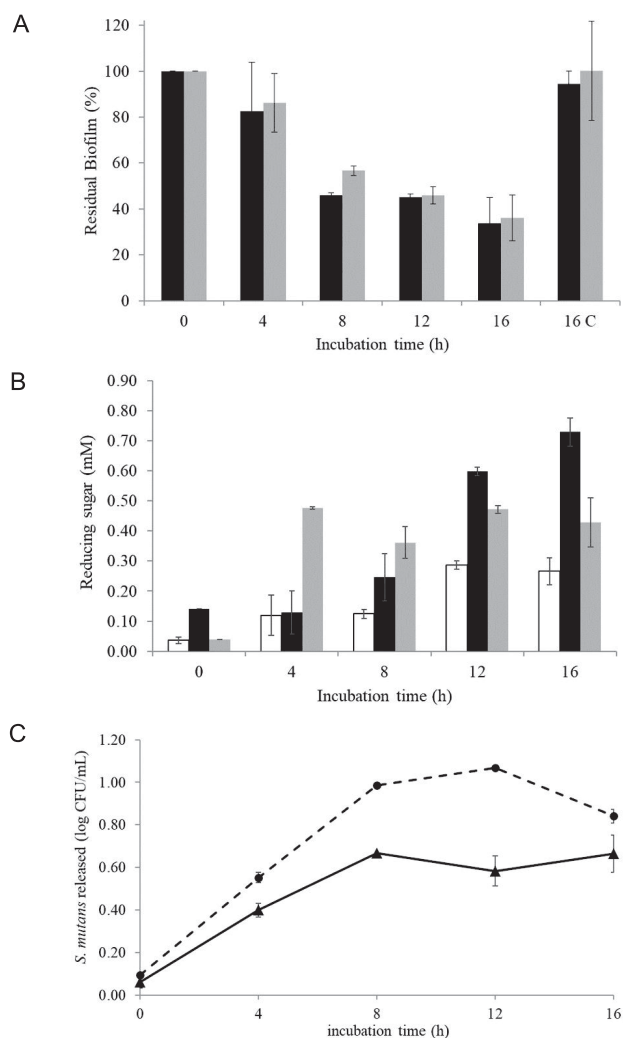 A
Residual Biofilm (%)
120
100
80
60
40
20
0
0 4 8 12 16 16 C
Incubation time (h)
B
Reducing sugar (mM)
0.90
0.80
0.70
0.60
0.50
0.40
0.30
0.20
0.10
0.00
0 4 8 12 16
Incubation time (h)
C
S. mutans released (log CFU/mL)
1.20
1.00
0.80
0.60
0.40
0.20
0.00
0 4 8 12 16
incubation time (h)